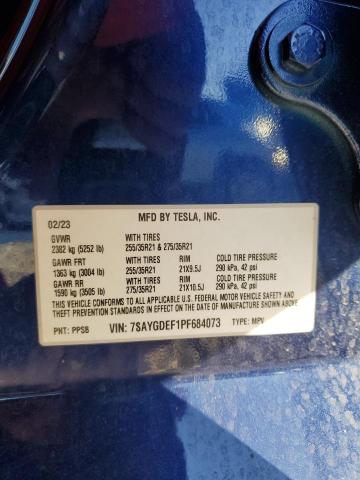 MFD BY TESLA, INC.
02/23
GVWR WITH TIRES
2382 kg (5252 lb) 255/35R21 & 275/35R21
GAWR FRT WITH TIRES RIM COLD TIRE PRESSURE
1363 kg (3004 lb) 255/35R21 21X9.5J 290 kPa, 42 psi
GAWR RR WITH TIRES RIM COLD TIRE PRESSURE
1590 kg (3505 lb) 275/35R21 21X10.5J 290 kPa, 42 psi
THIS VEHICLE CONFORMS TO ALL APPLICABLE U.S. FEDERAL MOTOR VEHICLE SAFETY,
BUMPER, AND THEFT PREVENTION STANDARDS IN EFFECT ON THE DATE OF MANUFACTURE
SHOWN ABOVE.
PNT: PPSB VIN: 7SAYGDEF1PF684073 TYPE: MPV